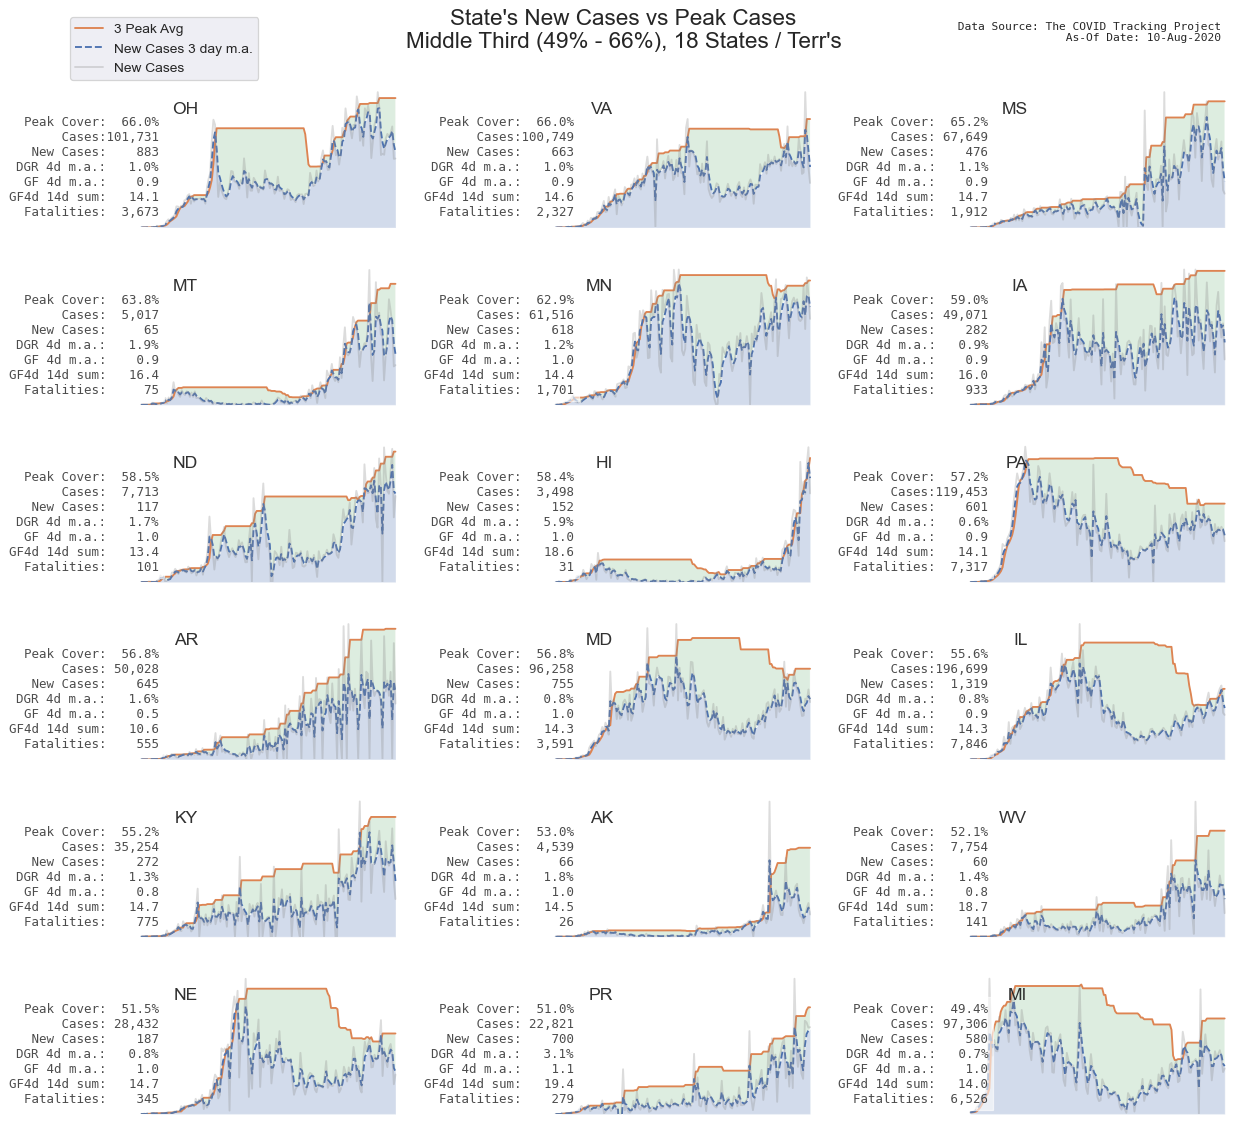 State's New Cases vs Peak Cases
Middle Third (49% - 66%), 18 States / Terr's
3 Peak Avg
New Cases 3 day m.a.
New Cases
Data Source: The COVID Tracking Project
As-Of Date: 10-Aug-2020
OH
Peak Cover: 66.0%
Cases:101,731
New Cases: 883
DGR 4d m.a.: 1.0%
GF 4d m.a.: 0.9
GF4d 14d sum: 14.1
Fatalities: 3,673
VA
Peak Cover: 66.0%
Cases:100,749
New Cases: 663
DGR 4d m.a.: 1.0%
GF 4d m.a.: 0.9
GF4d 14d sum: 14.6
Fatalities: 2,327
MS
Peak Cover: 65.2%
Cases: 67,649
New Cases: 476
DGR 4d m.a.: 1.1%
GF 4d m.a.: 0.9
GF4d 14d sum: 14.7
Fatalities: 1,912
MT
Peak Cover: 63.8%
Cases: 5,017
New Cases: 65
DGR 4d m.a.: 1.9%
GF 4d m.a.: 0.9
GF4d 14d sum: 16.4
Fatalities: 75
MN
Peak Cover: 62.9%
Cases: 61,516
New Cases: 618
DGR 4d m.a.: 1.2%
GF 4d m.a.: 1.0
GF4d 14d sum: 14.4
Fatalities: 1,701
IA
Peak Cover: 59.0%
Cases: 49,071
New Cases: 282
DGR 4d m.a.: 0.9%
GF 4d m.a.: 0.9
GF4d 14d sum: 16.0
Fatalities: 933
ND
Peak Cover: 58.5%
Cases: 7,713
New Cases: 117
DGR 4d m.a.: 1.7%
GF 4d m.a.: 1.0
GF4d 14d sum: 13.4
Fatalities: 101
HI
Peak Cover: 58.4%
Cases: 3,498
New Cases: 152
DGR 4d m.a.: 5.9%
GF 4d m.a.: 1.0
GF4d 14d sum: 18.6
Fatalities: 31
PA
Peak Cover: 57.2%
Cases:119,453
New Cases: 601
DGR 4d m.a.: 0.6%
GF 4d m.a.: 0.9
GF4d 14d sum: 14.1
Fatalities: 7,317
AR
Peak Cover: 56.8%
Cases: 50,028
New Cases: 645
DGR 4d m.a.: 1.6%
GF 4d m.a.: 0.5
GF4d 14d sum: 10.6
Fatalities: 555
MD
Peak Cover: 56.8%
Cases: 96,258
New Cases: 755
DGR 4d m.a.: 0.8%
GF 4d m.a.: 1.0
GF4d 14d sum: 14.3
Fatalities: 3,591
IL
Peak Cover: 55.6%
Cases:196,699
New Cases: 1,319
DGR 4d m.a.: 0.8%
GF 4d m.a.: 0.9
GF4d 14d sum: 14.3
Fatalities: 7,846
KY
Peak Cover: 55.2%
Cases: 35,254
New Cases: 272
DGR 4d m.a.: 1.3%
GF 4d m.a.: 0.8
GF4d 14d sum: 14.7
Fatalities: 775
AK
Peak Cover: 53.0%
Cases: 4,539
New Cases: 66
DGR 4d m.a.: 1.8%
GF 4d m.a.: 1.0
GF4d 14d sum: 14.5
Fatalities: 26
WV
Peak Cover: 52.1%
Cases: 7,754
New Cases: 60
DGR 4d m.a.: 1.4%
GF 4d m.a.: 0.8
GF4d 14d sum: 18.7
Fatalities: 141
NE
Peak Cover: 51.5%
Cases: 28,432
New Cases: 187
DGR 4d m.a.: 0.8%
GF 4d m.a.: 1.0
GF4d 14d sum: 14.7
Fatalities: 345
PR
Peak Cover: 51.0%
Cases: 22,821
New Cases: 700
DGR 4d m.a.: 3.1%
GF 4d m.a.: 1.1
GF4d 14d sum: 19.4
Fatalities: 279
MI
Peak Cover: 49.4%
Cases: 97,306
New Cases: 580
DGR 4d m.a.: 0.7%
GF 4d m.a.: 1.0
GF4d 14d sum: 14.0
Fatalities: 6,526